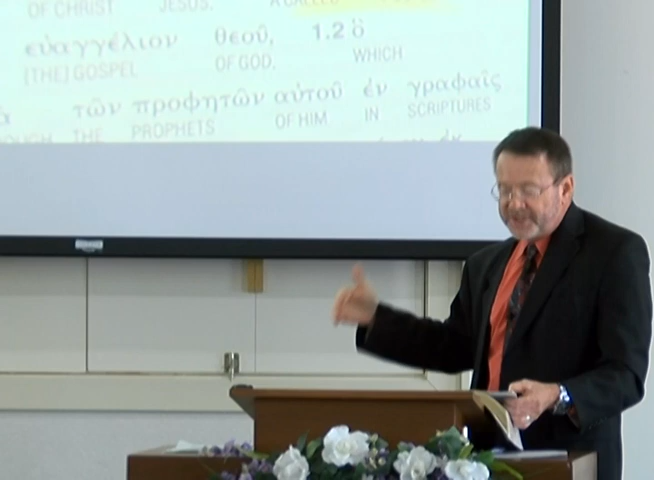 OF CHRIST JESUS, A CALLED
εὐαγγέλιον θεοῦ, 1.2 ὃ
[THE] GOSPEL OF GOD, WHICH
τῶν προφητῶν αὐτοῦ ἐν γραφαῖς
THE PROPHETS OF HIM IN SCRIPTURES